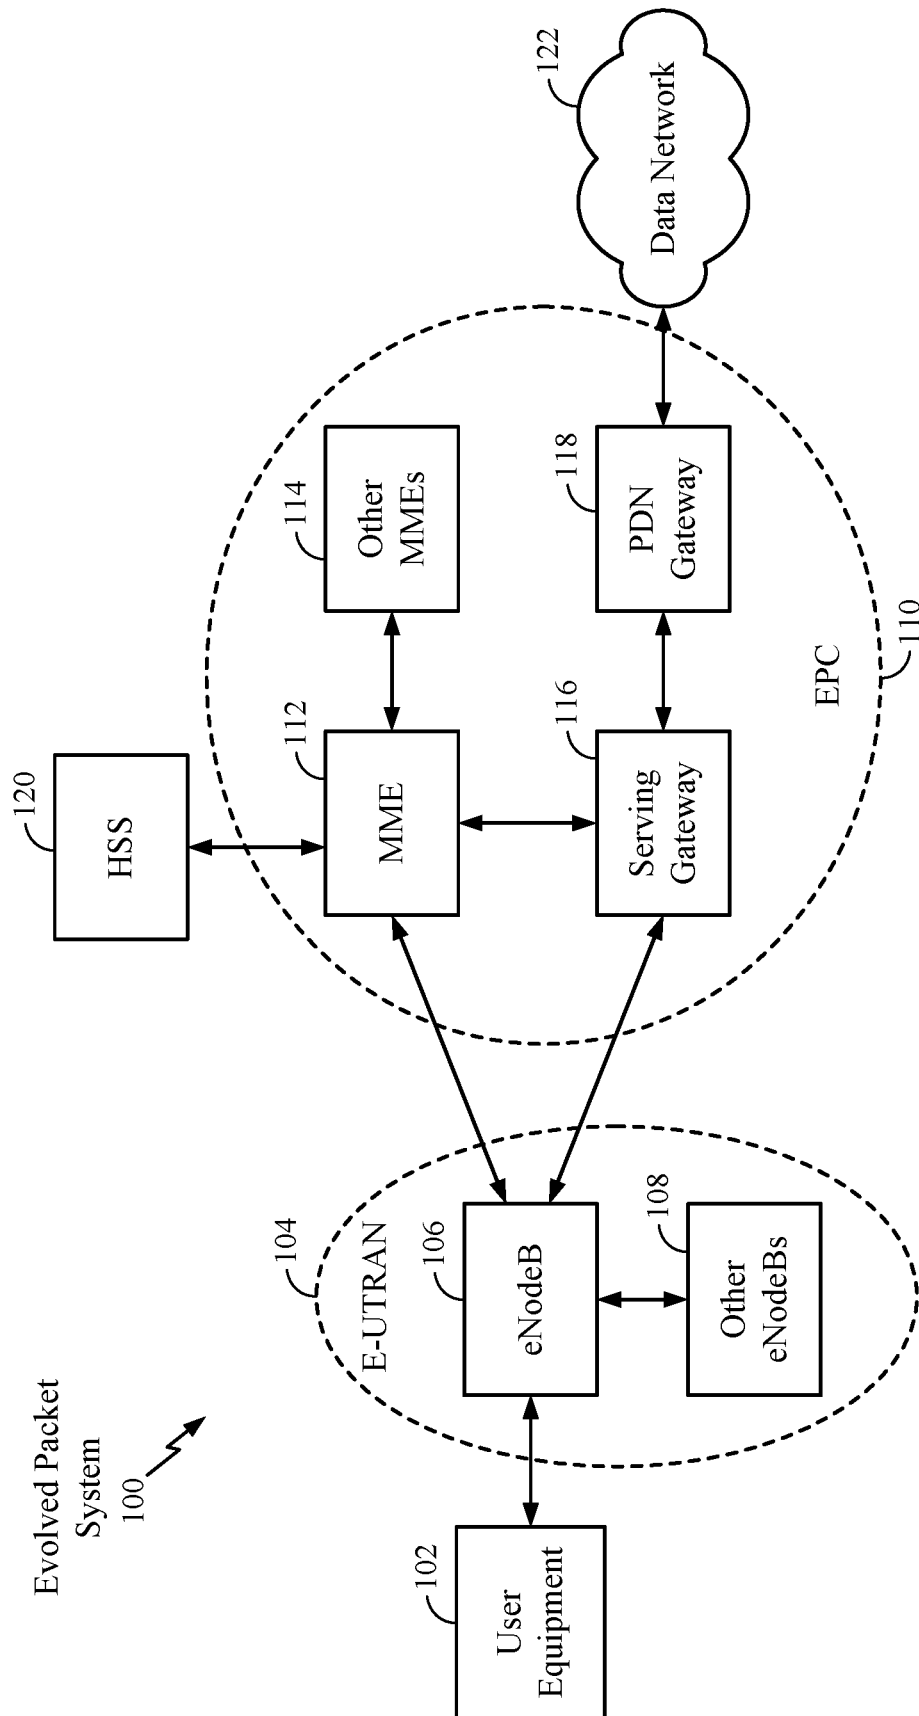 Evolved Packet
System
100
102
User
Equipment
104
E-UTRAN
106
eNodeB
108
Other
eNodeBs
120
HSS
112
MME
114
Other
MMEs
116
Serving
Gateway
118
PDN
Gateway
EPC
110
122
Data Network